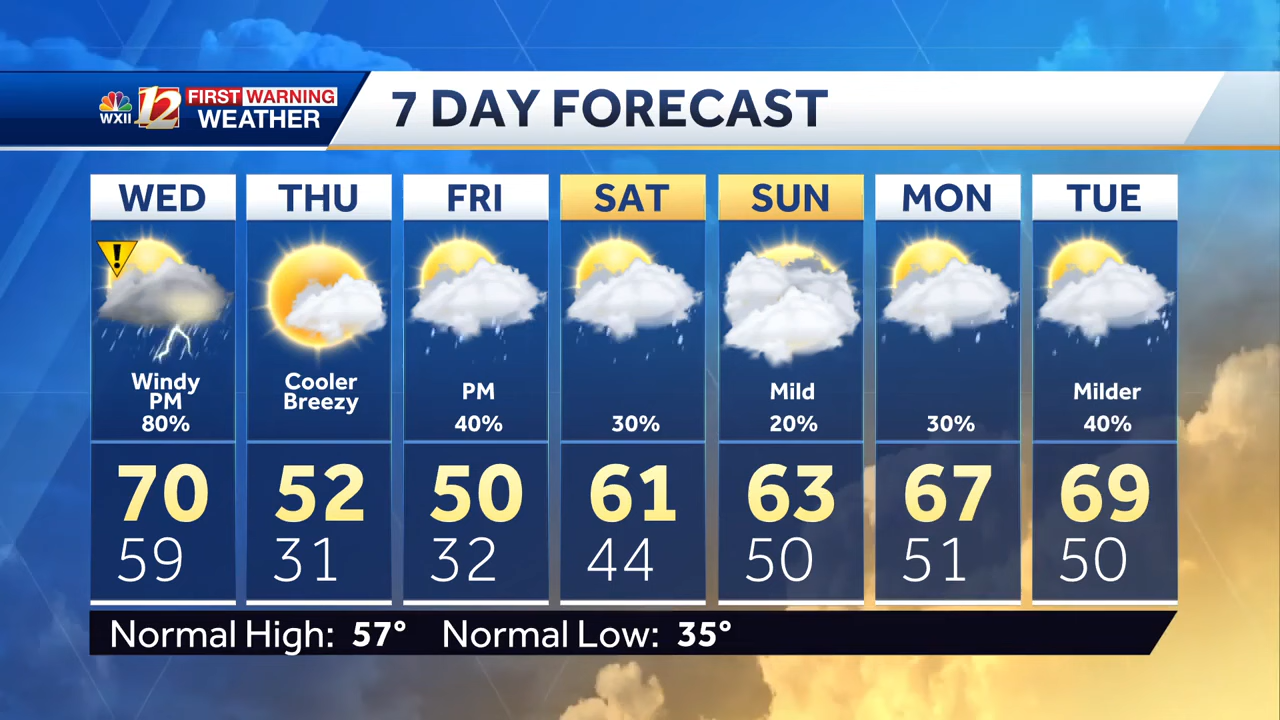 WXII 12 FIRST WARNING
WEATHER
7 DAY FORECAST
WED THU FRI SAT SUN MON TUE
!
Windy
PM
80%
Cooler
Breezy
PM
40%
30%
Mild
20%
30%
Milder
40%
70 52 50 61 63 67 69
59 31 32 44 50 51 50
Normal High: 57° Normal Low: 35°